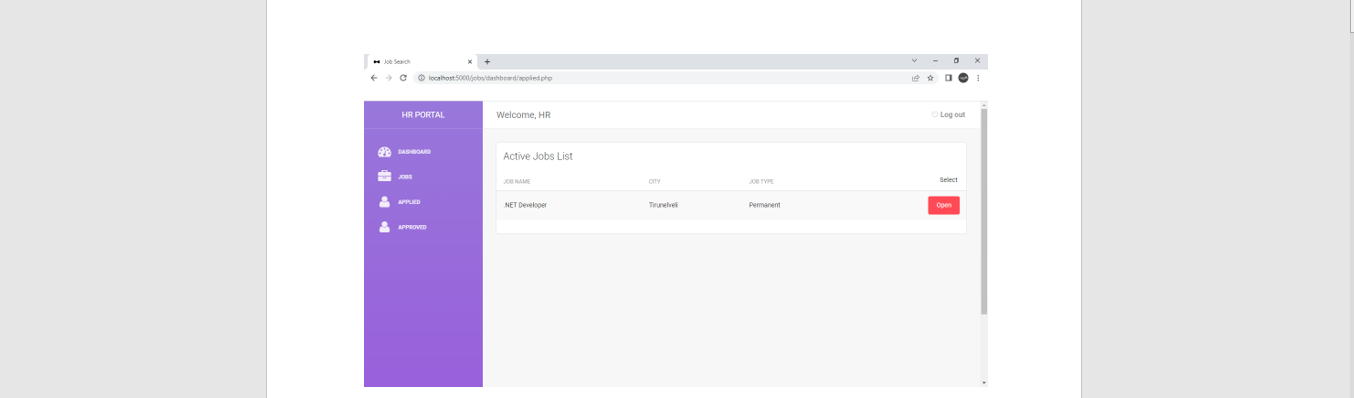 Job Search
localhost:5000/jobs/dashboard/applied.php
HR PORTAL
Welcome, HR
Log out
DASHBOARD
JOBS
APPLIED
APPROVED
Active Jobs List
JOB NAME CITY JOB TYPE Select
.NET Developer Tirunelveli Permanent Open